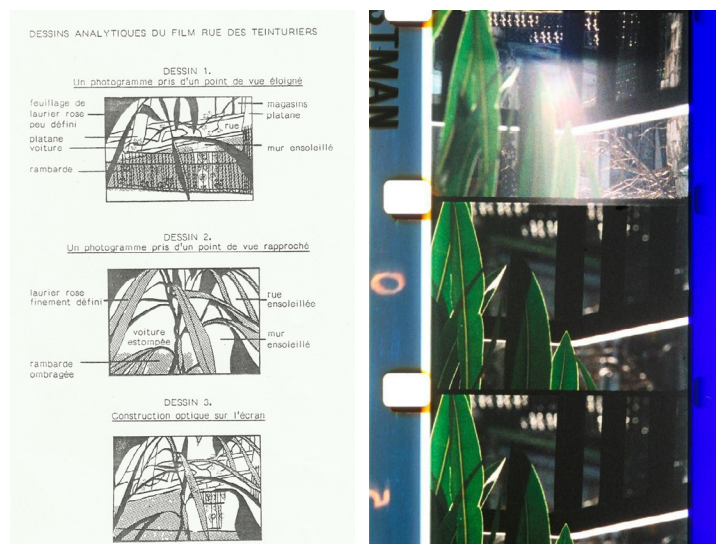 DESSINS ANALYTIQUES DU FILM RUE DES TEINTURIERS
DESSIN 1.
Un photogramme pris d'un point de vue éloigné
feuillage de
laurier rose
peu défini
platane
voiture
rambarde
magasins
platane
rue
mur ensoleillé
DESSIN 2.
Un photogramme pris d'un point de vue rapproché
laurier rose
finement défini
voiture
estompée
rambarde
ombragée
rue
ensoleillée
mur
ensoleillé
DESSIN 3.
Construction optique sur l'écran
TMAN
0